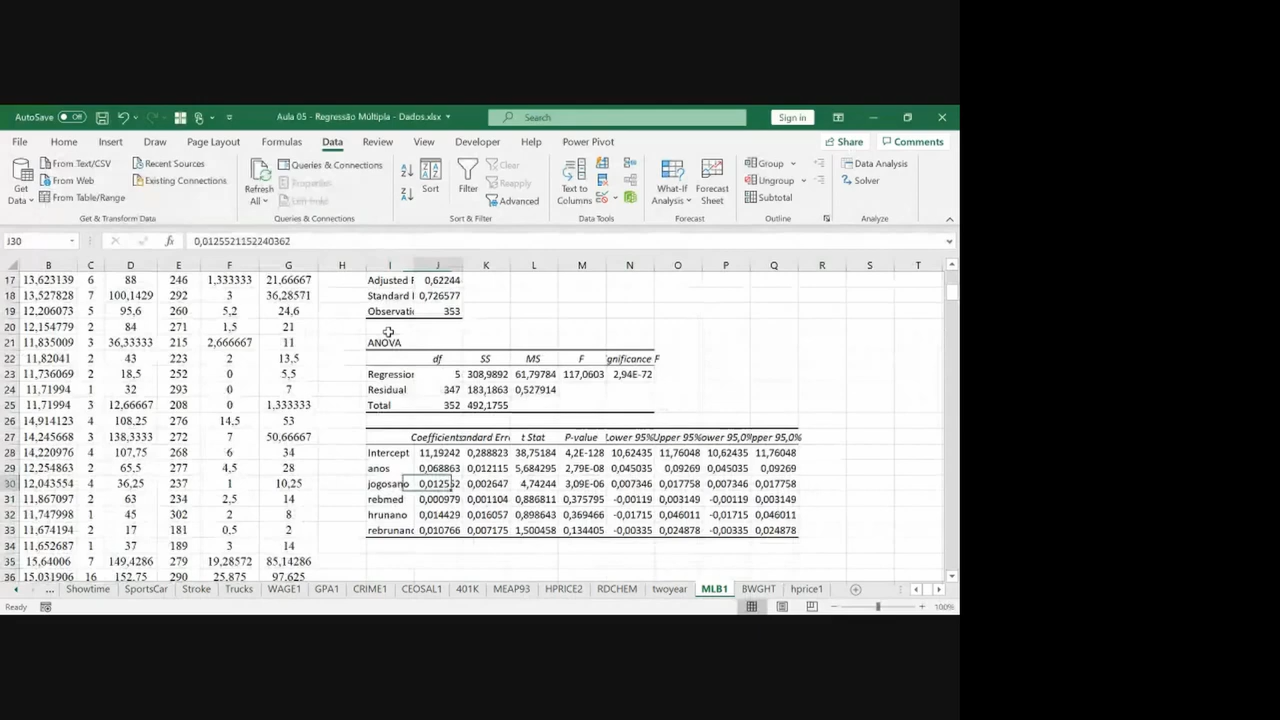 AutoSave Off Aula 05 - Regressão Múltipla - Dados.xlsx Search Sign in
File Home Insert Draw Page Layout Formulas Data Review View Developer Help Power Pivot Share Comments
Get Data From Text/CSV From Web From Table/Range Recent Sources Existing Connections
Refresh All Queries & Connections Properties
Sort Filter Clear Reapply Advanced
Text to Columns
What-If Analysis Forecast Sheet
Group Ungroup Subtotal
Data Analysis Solver
Get & Transform Data Queries & Connections Sort & Filter Data Tools Forecast Outline Analyze
J30 fx 0,0125521152240362
B C D E F G H I J K L M N O P Q R S T
17 13,623139 6 88 246 1,333333 21,66667 Adjusted F 0,62244
18 13,527828 7 100,1429 292 3 36,28571 Standard I 0,726577
19 12,206073 5 95,6 260 5,2 24,6 Observati 353
20 12,154779 2 84 271 1,5 21
21 11,835009 3 36,33333 215 2,666667 11 ANOVA
22 11,82041 2 43 223 2 13,5 df SS MS F gnificance F
23 11,736069 2 18,5 252 0 5,5 Regression 5 308,9892 61,79784 117,0603 2,94E-72
24 11,71994 1 32 293 0 7 Residual 347 183,1863 0,527914
25 11,71994 3 12,66667 208 0 1,333333 Total 352 492,1755
26 14,914123 4 108,25 276 14,5 53
27 14,245668 3 138,3333 272 7 50,66667 Coefficients andard Err t Stat P-value Lower 95% Upper 95% ower 95,0% pper 95,0%
28 14,220976 4 107,75 268 6 34 Intercept 11,19242 0,288823 38,75184 4,2E-128 10,62435 11,76048 10,62435 11,76048
29 12,254863 2 65,5 277 4,5 28 anos 0,068863 0,012115 5,684295 2,79E-08 0,045035 0,09269 0,045035 0,09269
30 12,043554 4 36,25 237 1 10,25 jogosano 0,012552 0,002647 4,74244 3,09E-06 0,007346 0,017758 0,007346 0,017758
31 11,867097 2 63 234 2,5 14 rebmed 0,000979 0,001104 0,886811 0,375795 -0,00119 0,003149 -0,00119 0,003149
32 11,747998 1 45 302 2 8 hrunano 0,014429 0,016057 0,898643 0,369466 -0,01715 0,046011 -0,01715 0,046011
33 11,674194 2 17 181 0,5 2 rebrunano 0,010766 0,007175 1,500458 0,134405 -0,00335 0,024878 -0,00335 0,024878
34 11,652687 1 37 189 3 14
35 15,64006 7 149,4286 279 19,28572 85,14286
36 15,031906 16 152,75 290 25,875 97,625
... Showtime SportsCar Stroke Trucks WAGE1 GPA1 CRIME1 CEOSAL1 401K MEAP93 HPRICE2 RDCHEM twoyear MLB1 BWGHT hprice1
Ready 100%